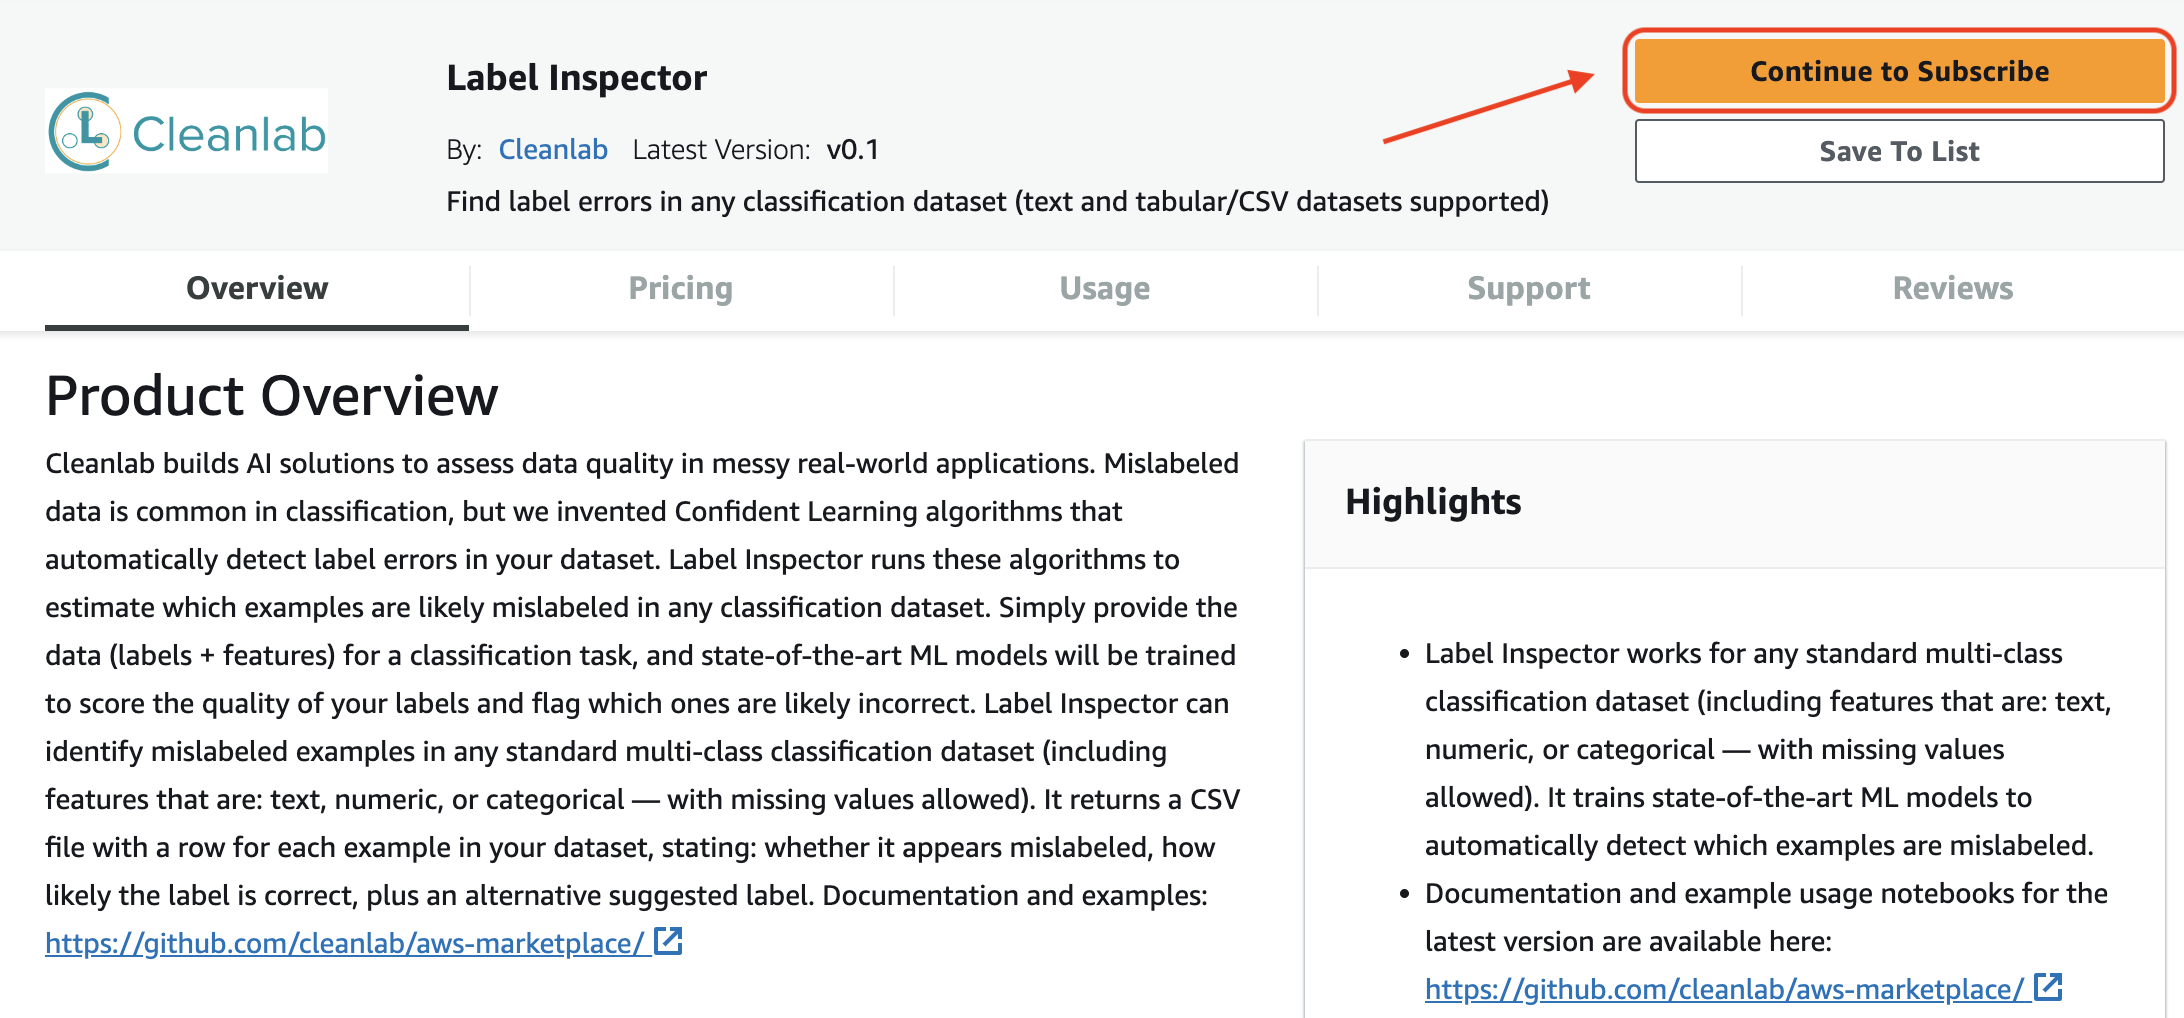 Cleanlab
Label Inspector
By: Cleanlab Latest Version: v0.1
Find label errors in any classification dataset (text and tabular/CSV datasets supported)
Continue to Subscribe
Save To List
Overview Pricing Usage Support Reviews
Product Overview
Cleanlab builds AI solutions to assess data quality in messy real-world applications. Mislabeled
data is common in classification, but we invented Confident Learning algorithms that
automatically detect label errors in your dataset. Label Inspector runs these algorithms to
estimate which examples are likely mislabeled in any classification dataset. Simply provide the
data (labels + features) for a classification task, and state-of-the-art ML models will be trained
to score the quality of your labels and flag which ones are likely incorrect. Label Inspector can
identify mislabeled examples in any standard multi-class classification dataset (including
features that are: text, numeric, or categorical — with missing values allowed). It returns a CSV
file with a row for each example in your dataset, stating: whether it appears mislabeled, how
likely the label is correct, plus an alternative suggested label. Documentation and examples:
https://github.com/cleanlab/aws-marketplace/
Highlights
• Label Inspector works for any standard multi-class
classification dataset (including features that are: text,
numeric, or categorical — with missing values
allowed). It trains state-of-the-art ML models to
automatically detect which examples are mislabeled.
• Documentation and example usage notebooks for the
latest version are available here:
https://github.com/cleanlab/aws-marketplace/